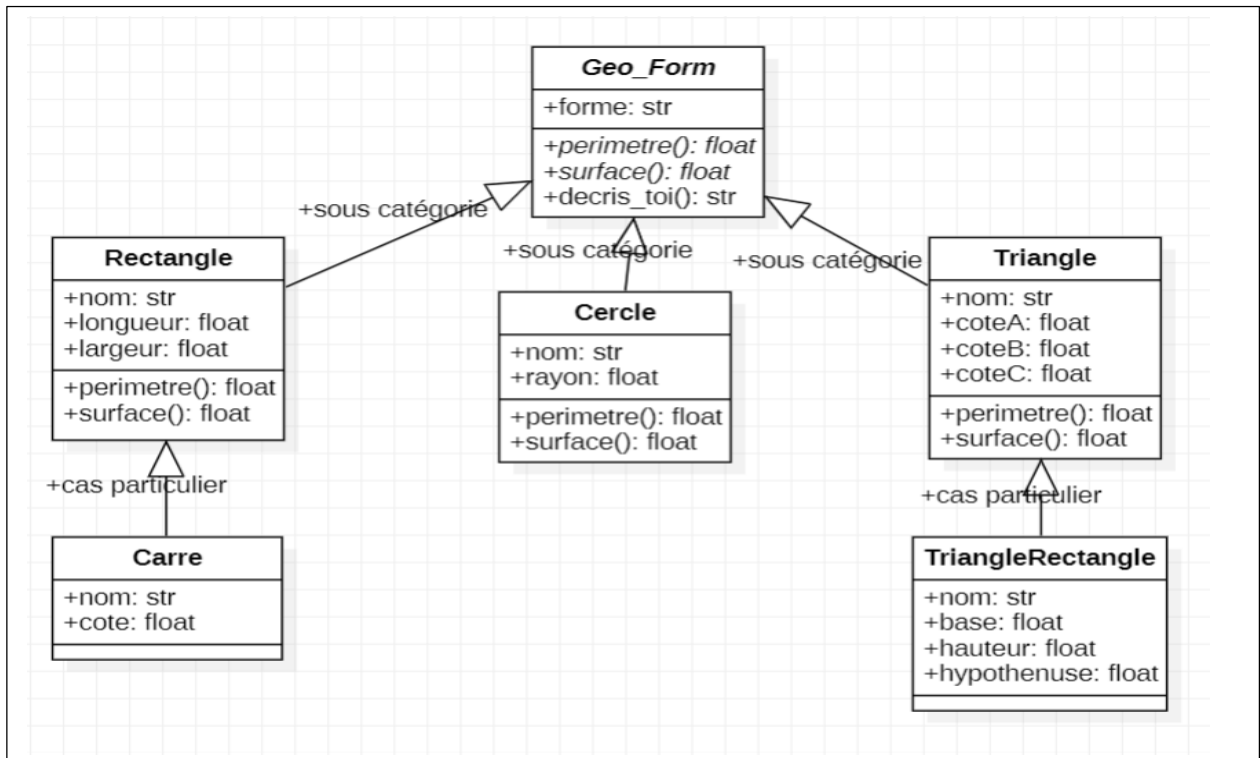 Geo_Form
+forme: str
+perimetre(): float
+surface(): float
+decris_toi(): str
+sous catégorie
+sous catégorie
+sous catégorie
Rectangle
+nom: str
+longueur: float
+largeur: float
+perimetre(): float
+surface(): float
Cercle
+nom: str
+rayon: float
+perimetre(): float
+surface(): float
Triangle
+nom: str
+coteA: float
+coteB: float
+coteC: float
+perimetre(): float
+surface(): float
+cas particulier
+cas particulier
Carre
+nom: str
+cote: float
TriangleRectangle
+nom: str
+base: float
+hauteur: float
+hypothenuse: float